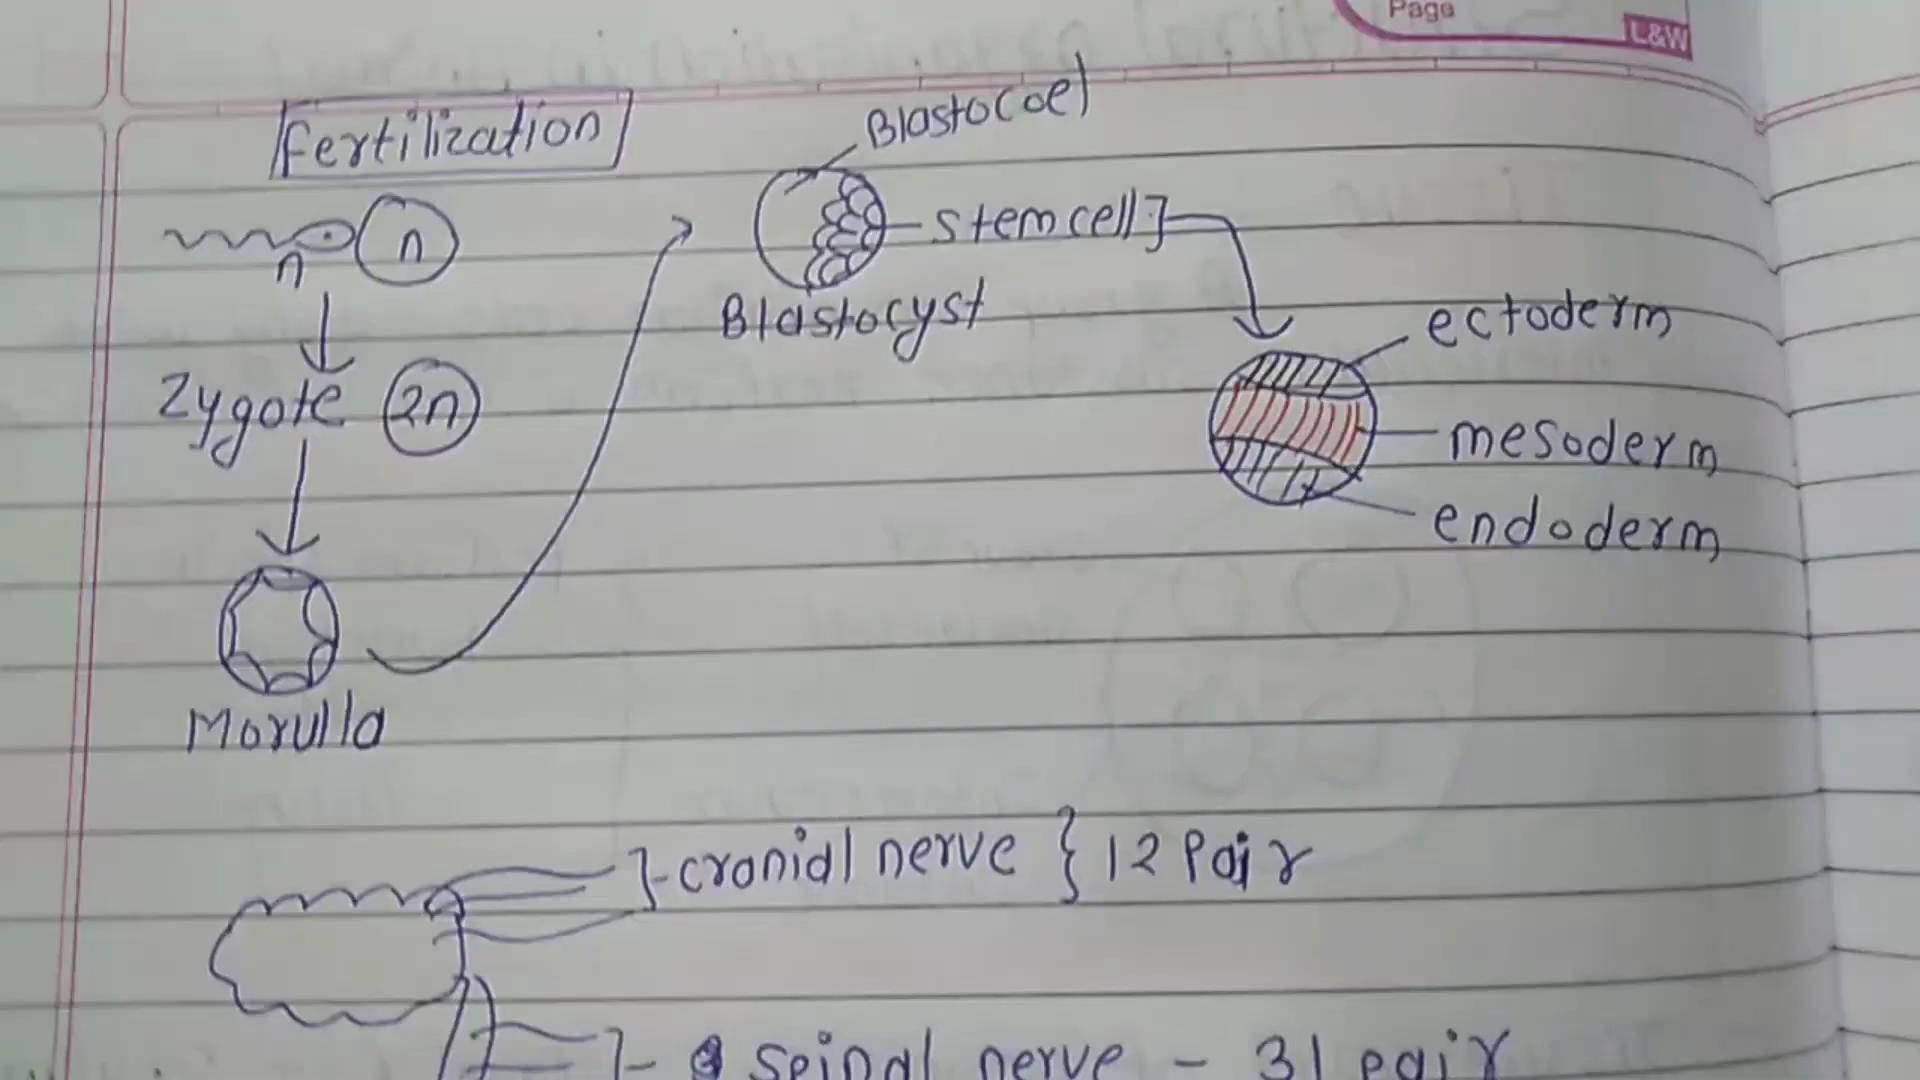 Page
L&W
Fertilization
n
n
Zygote 2n
Morulla
Blastocoel
stem cell]
Blastocyst
ectoderm
mesoderm
endoderm
]-cranial nerve } 12 Pair
]- spinal nerve - 31 pair